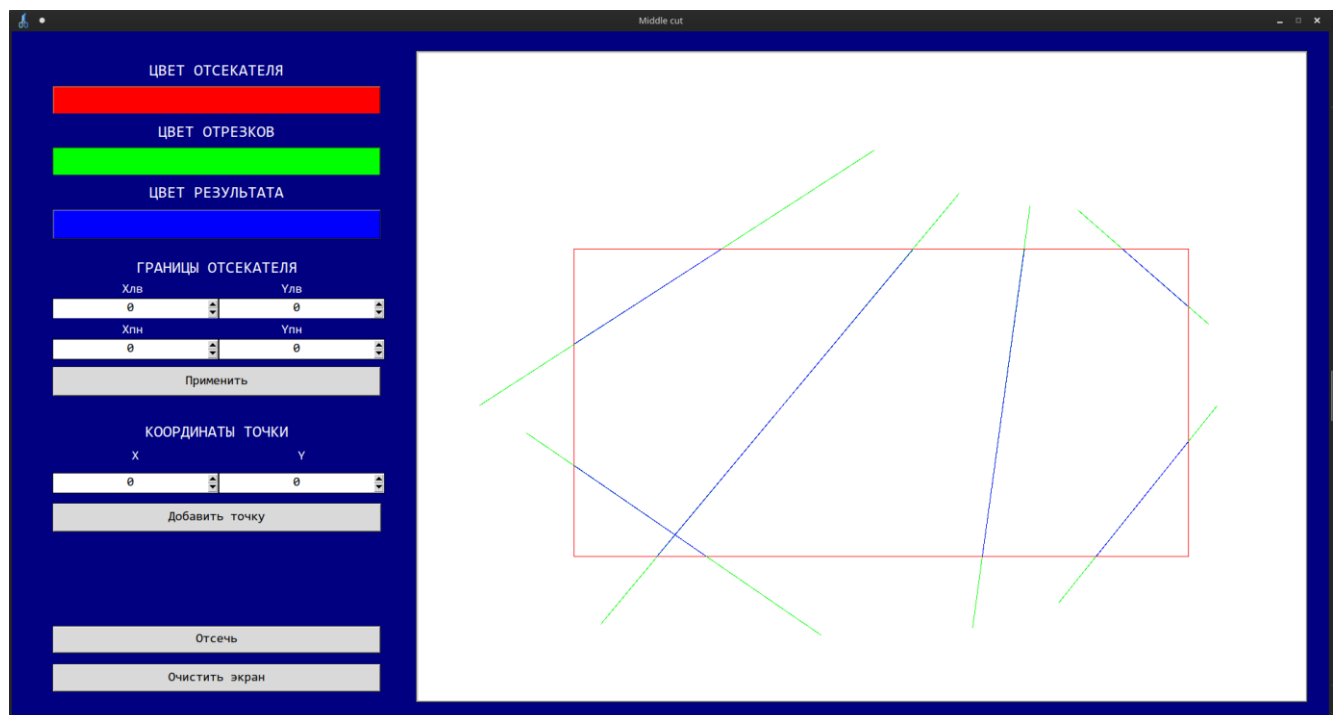 Middle cut
ЦВЕТ ОТСЕКАТЕЛЯ
ЦВЕТ ОТРЕЗКОВ
ЦВЕТ РЕЗУЛЬТАТА
ГРАНИЦЫ ОТСЕКАТЕЛЯ
Xлв Yлв
0 0
Xпн Yпн
0 0
Применить
КООРДИНАТЫ ТОЧКИ
X Y
0 0
Добавить точку
Отсечь
Очистить экран